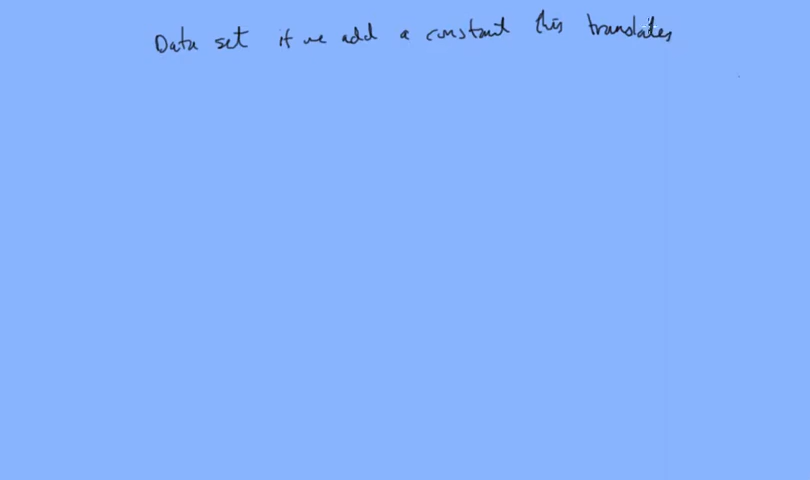 Data set if we add a constant this translates